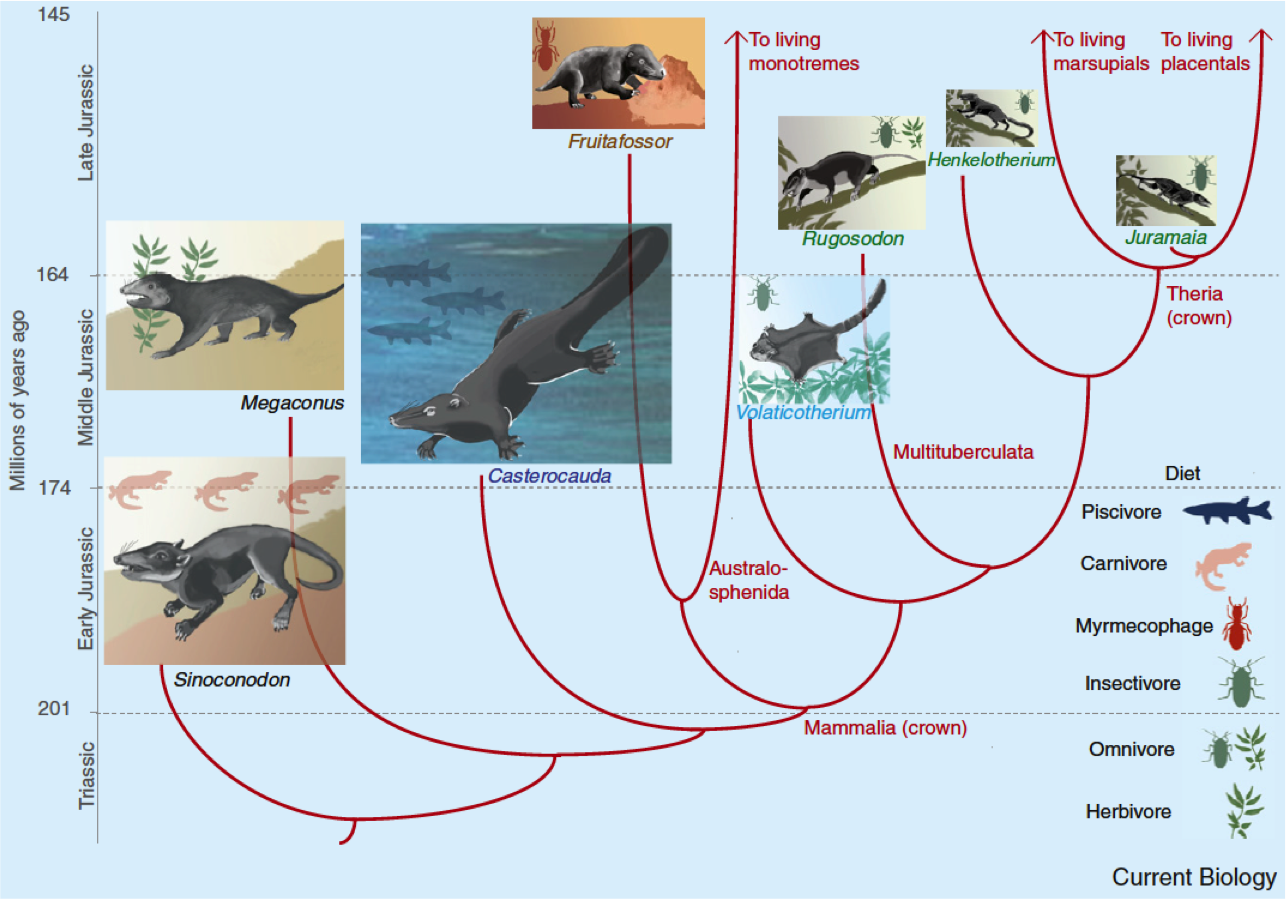 145
Late Jurassic
164
Middle Jurassic
174
Early Jurassic
201
Triassic
Millions of years ago
Fruitafossor
To living
monotremes
To living
marsupials
To living
placentals
Henkelotherium
Rugosodon
Juramaia
Theria
(crown)
Megaconus
Volaticotherium
Casterocauda
Multituberculata
Sinoconodon
Australo-
sphenida
Mammalia (crown)
Diet
Piscivore
Carnivore
Myrmecophage
Insectivore
Omnivore
Herbivore
Current Biology